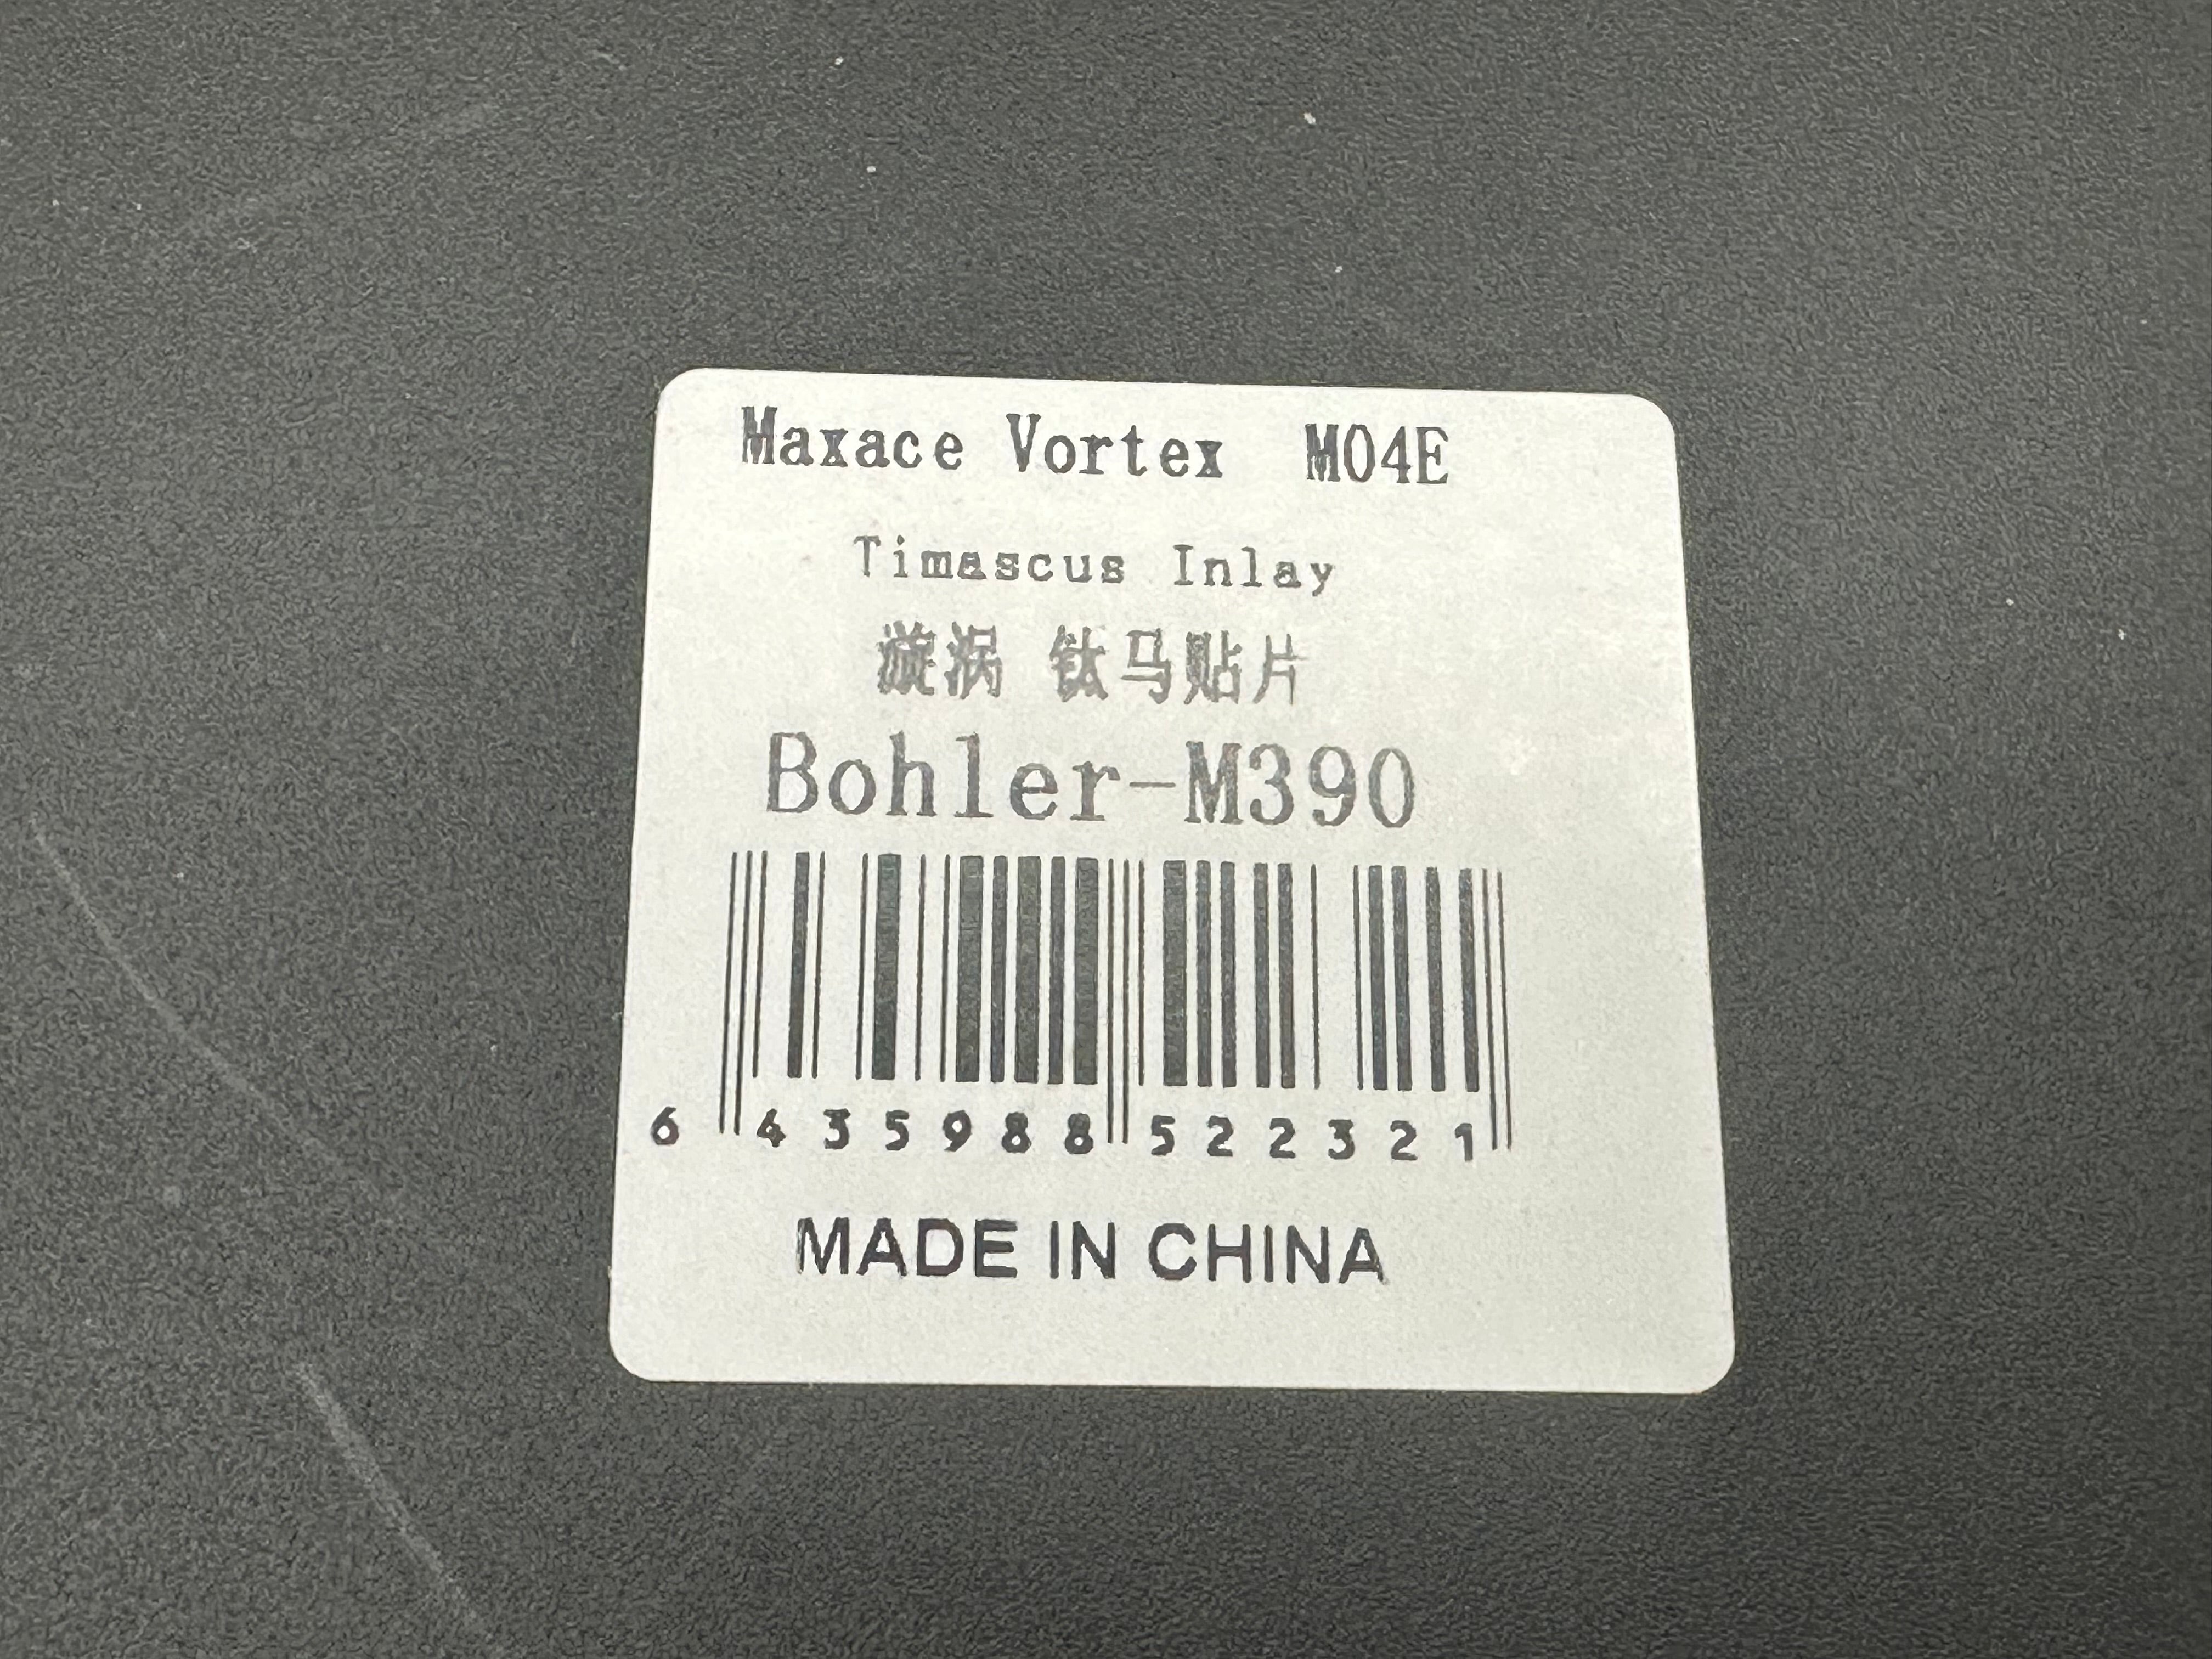 Maxace Vortex M04E
Timascus Inlay
漩涡 钛马贴片
Bohler-M390
6 435988 522321
MADE IN CHINA